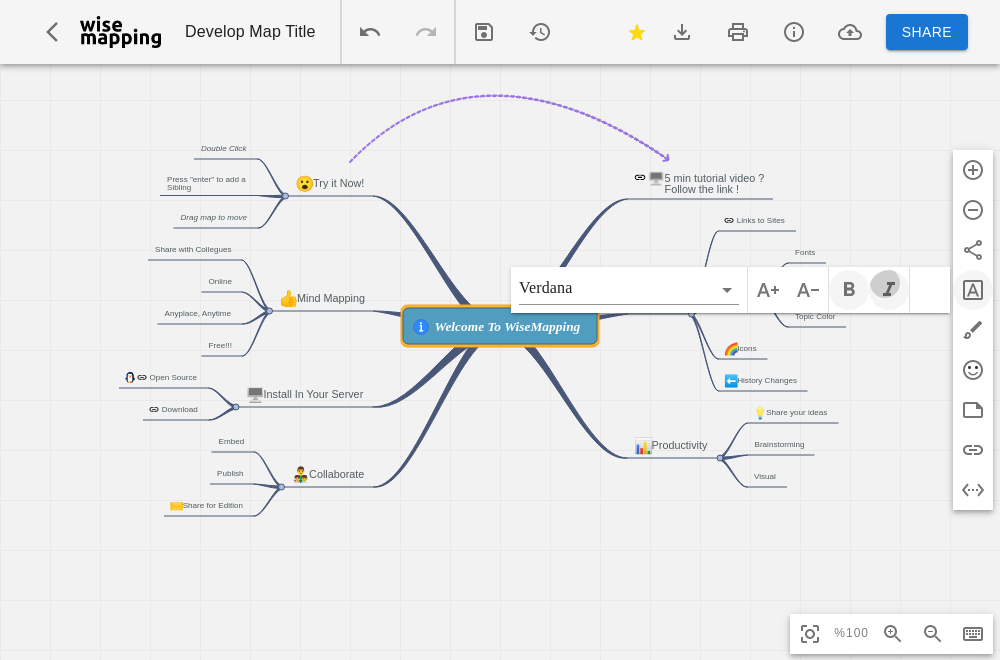 wise
mapping
Develop Map Title
SHARE
Double Click
Press "enter" to add a
Sibling
Drag map to move
Try it Now!
5 min tutorial video ?
Follow the link !
Links to Sites
Fonts
Topic Color
Share with Collegues
Online
Anyplace, Anytime
Free!!!
Mind Mapping
Verdana
A+
A-
B
I
A
Welcome To WiseMapping
Icons
History Changes
Open Source
Download
Install In Your Server
Share your ideas
Brainstorming
Visual
Productivity
Embed
Publish
Share for Edition
Collaborate
%100